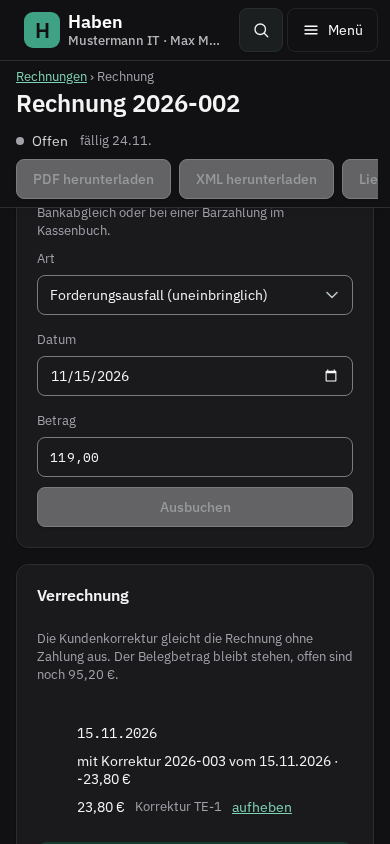 H
Haben
Mustermann IT · Max M...
Menü
Rechnungen › Rechnung
Rechnung 2026-002
Offen fällig 24.11.
PDF herunterladen
XML herunterladen
Lie
Bankabgleich oder bei einer Barzahlung im
Kassenbuch.
Art
Forderungsausfall (uneinbringlich)
Datum
11/15/2026
Betrag
119,00
Ausbuchen
Verrechnung
Die Kundenkorrektur gleicht die Rechnung ohne
Zahlung aus. Der Belegbetrag bleibt stehen, offen sind
noch 95,20 €.
15.11.2026
mit Korrektur 2026-003 vom 15.11.2026 ·
-23,80 €
23,80 € Korrektur TE-1 aufheben